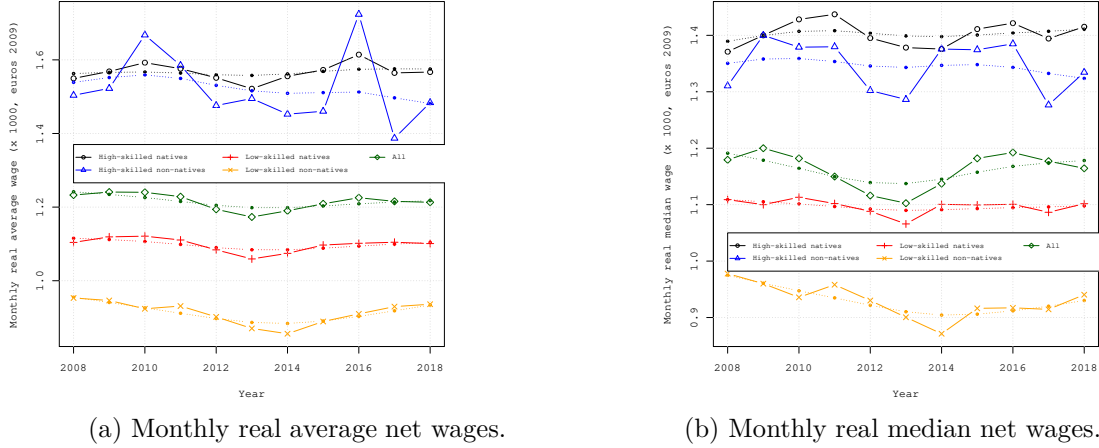 Monthly real average wage (x 1000, euros 2009)
1.6
1.4
1.2
1.0
High-skilled natives
High-skilled non-natives
Low-skilled natives
Low-skilled non-natives
All
2008 2010 2012 2014 2016 2018
Year
(a) Monthly real average net wages.
Monthly real median wage (x 1000, euros 2009)
1.4
1.3
1.2
1.1
1.0
0.9
High-skilled natives
High-skilled non-natives
Low-skilled natives
Low-skilled non-natives
All
2008 2010 2012 2014 2016 2018
Year
(b) Monthly real median net wages.